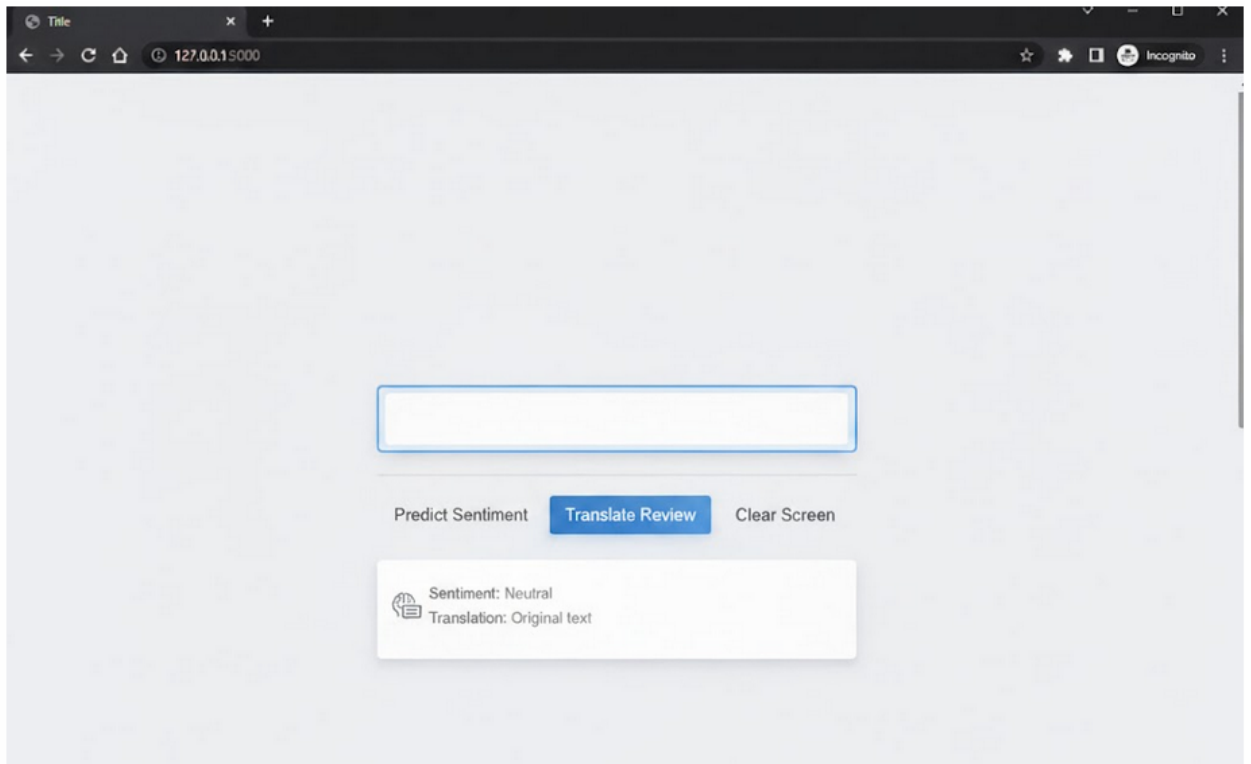 Title
127.0.0.1:5000
Incognito
Predict Sentiment
Translate Review
Clear Screen
Sentiment: Neutral
Translation: Original text